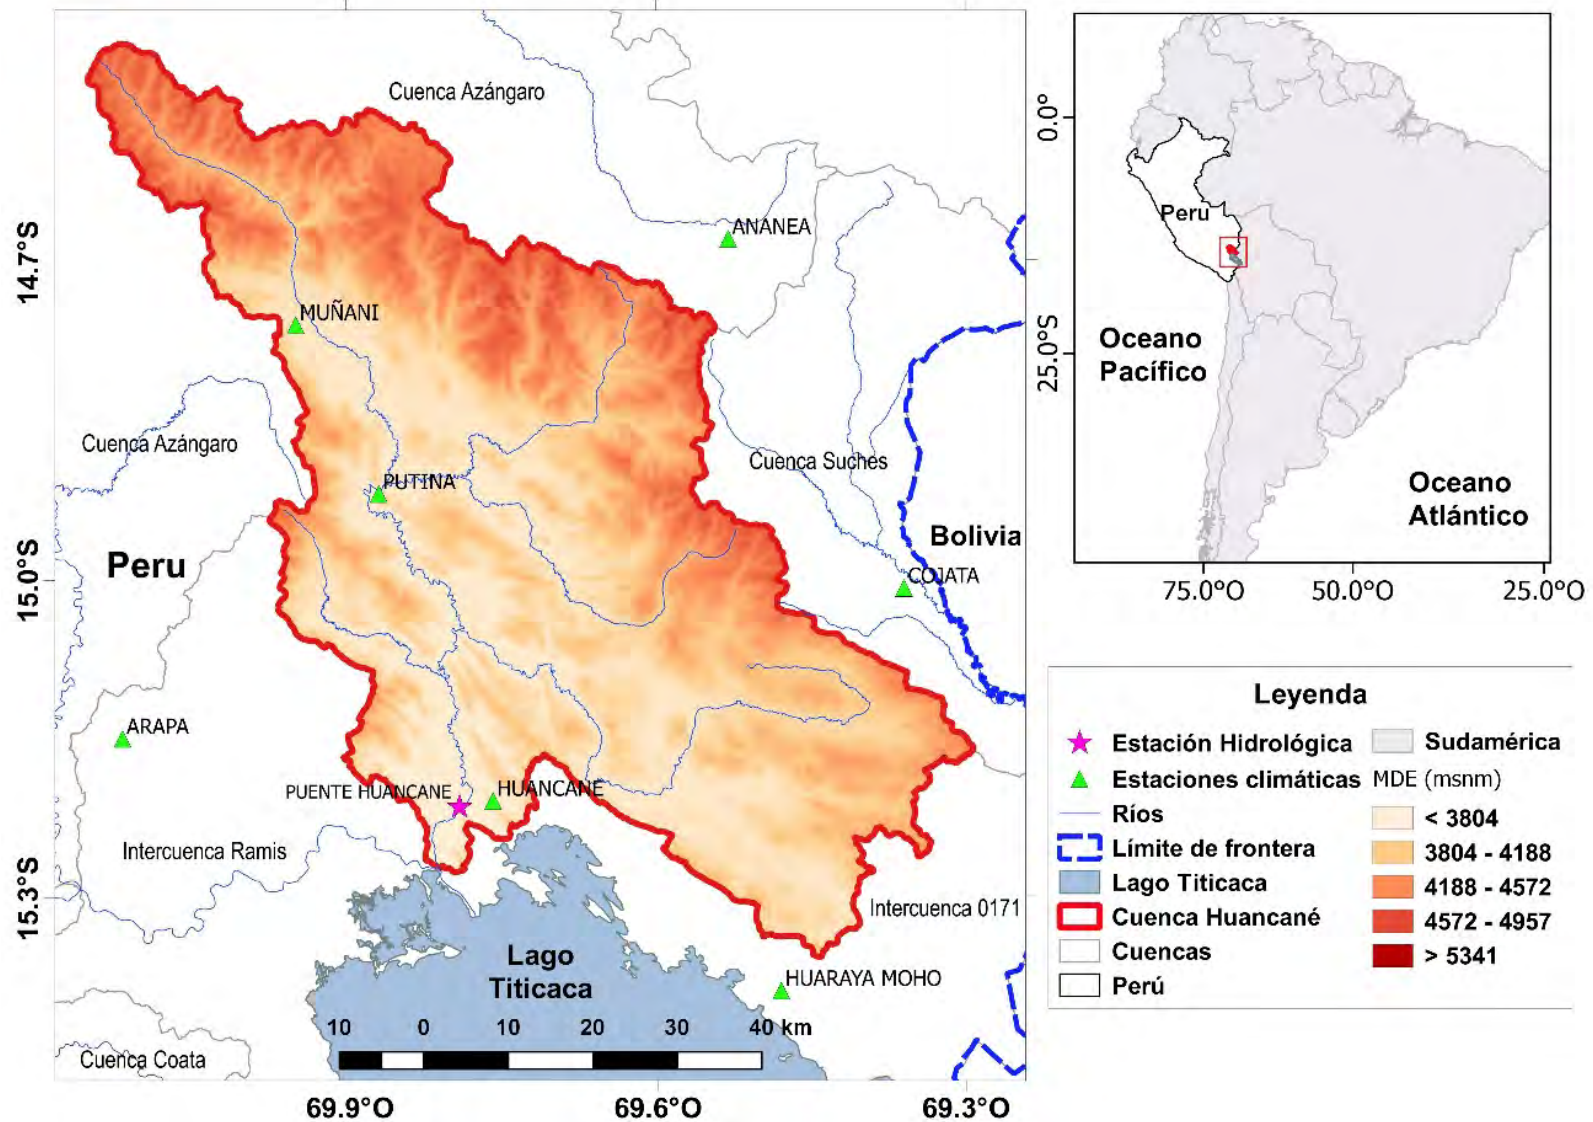 Cuenca Azángaro
ANANEA
MUÑANI
Cuenca Azángaro
Cuenca Suches
PUTINA
Bolivia
Peru
COJATA
ARAPA
PUENTE HUANCANE
HUANCANÉ
Intercuenca Ramis
Intercuenca 0171
Lago
Titicaca
HUARAYA MOHO
Cuenca Coata
10 0 10 20 30 40 km
14.7°S
15.0°S
15.3°S
69.9°O 69.6°O 69.3°O
0.0°
25.0°S
Peru
Oceano
Pacífico
Oceano
Atlántico
75.0°O 50.0°O 25.0°O
Leyenda
Estación Hidrológica
Estaciones climáticas
Ríos
Límite de frontera
Lago Titicaca
Cuenca Huancané
Cuencas
Perú
Sudamérica
MDE (msnm)
< 3804
3804 - 4188
4188 - 4572
4572 - 4957
> 5341